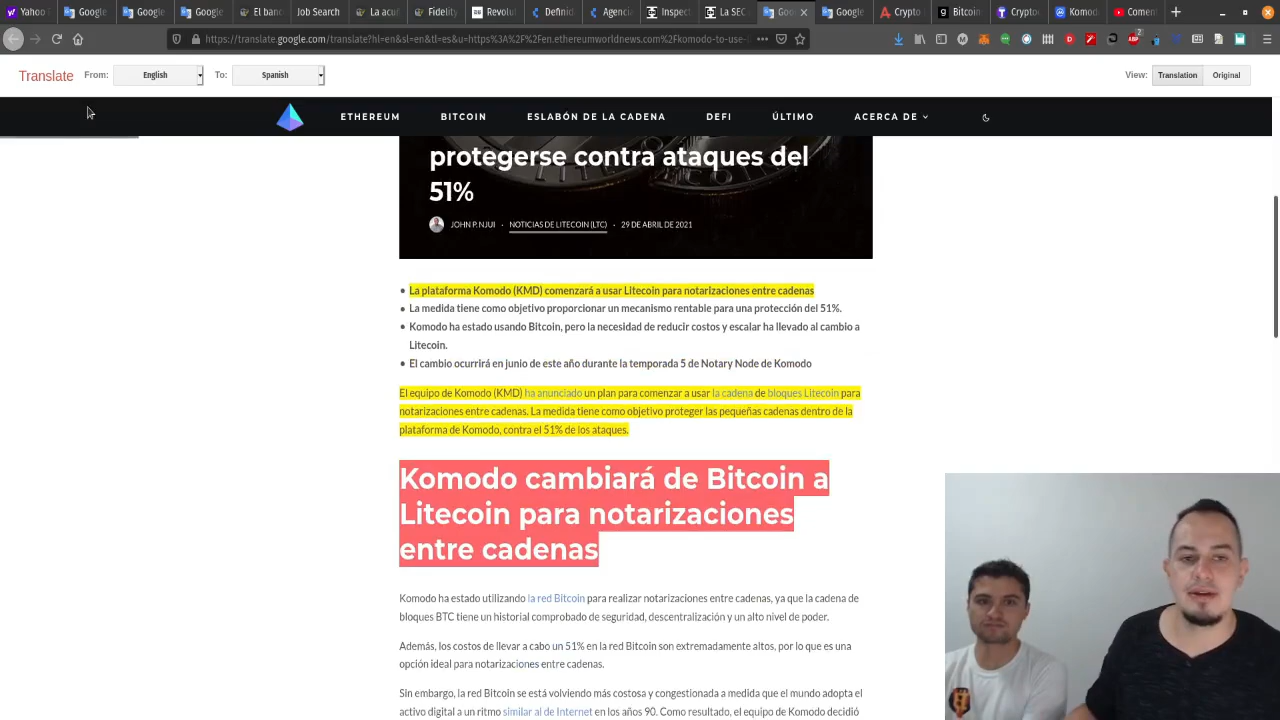 Yahoo
Google
Google
Google
El banc
Job Search
La acu
Fidelity
Revolu
Definic
Agencia
Inspect
La SEC
Goo
Google
Crypto
Bitcoin
Crypto
Komod
Coment
https://translate.google.com/translate?hl=en&sl=en&tl=es&u=https%3A%2F%2Fen.ethereumworldnews.com%2Fkomodo-to-use-
Translate From: English To: Spanish View: Translation Original
ETHEREUM BITCOIN ESLABÓN DE LA CADENA DEFI ÚLTIMO ACERCA DE
protegerse contra ataques del
51%
JOHN P. NJUI · NOTICIAS DE LITECOIN (LTC) · 29 DE ABRIL DE 2021
• La plataforma Komodo (KMD) comenzará a usar Litecoin para notarizaciones entre cadenas
• La medida tiene como objetivo proporcionar un mecanismo rentable para una protección del 51%.
• Komodo ha estado usando Bitcoin, pero la necesidad de reducir costos y escalar ha llevado al cambio a
Litecoin.
• El cambio ocurrirá en junio de este año durante la temporada 5 de Notary Node de Komodo
El equipo de Komodo (KMD) ha anunciado un plan para comenzar a usar la cadena de bloques Litecoin para
notarizaciones entre cadenas. La medida tiene como objetivo proteger las pequeñas cadenas dentro de la
plataforma de Komodo, contra el 51% de los ataques.
Komodo cambiará de Bitcoin a
Litecoin para notarizaciones
entre cadenas
Komodo ha estado utilizando la red Bitcoin para realizar notarizaciones entre cadenas, ya que la cadena de
bloques BTC tiene un historial comprobado de seguridad, descentralización y un alto nivel de poder.
Además, los costos de llevar a cabo un 51% en la red Bitcoin son extremadamente altos, por lo que es una
opción ideal para notarizaciones entre cadenas.
Sin embargo, la red Bitcoin se está volviendo más costosa y congestionada a medida que el mundo adopta el
activo digital a un ritmo similar al de Internet en los años 90. Como resultado, el equipo de Komodo decidió